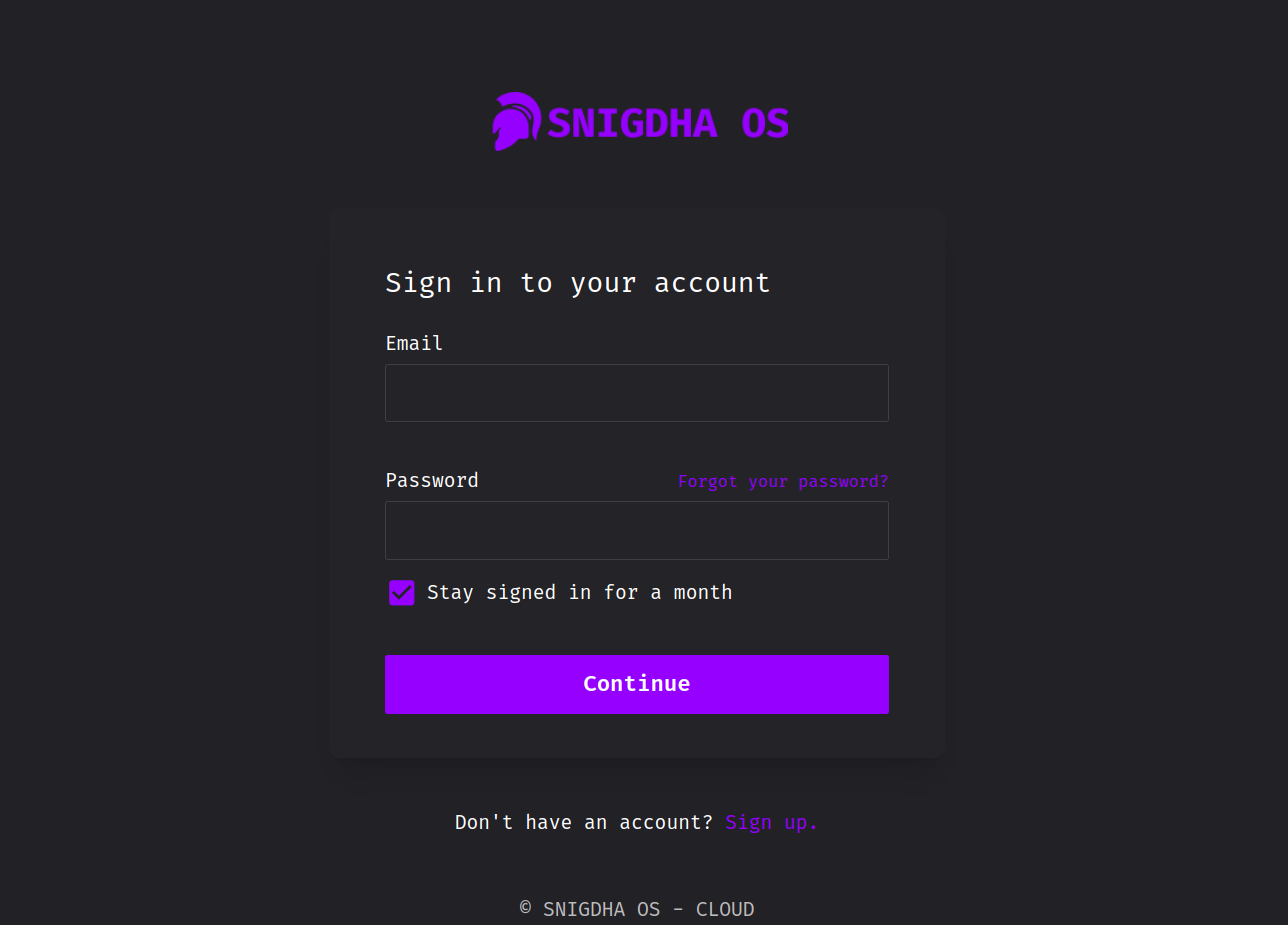 SNIGDHA OS
Sign in to your account
Email
Password
Forgot your password?
Stay signed in for a month
Continue
Don't have an account? Sign up.
© SNIGDHA OS - CLOUD